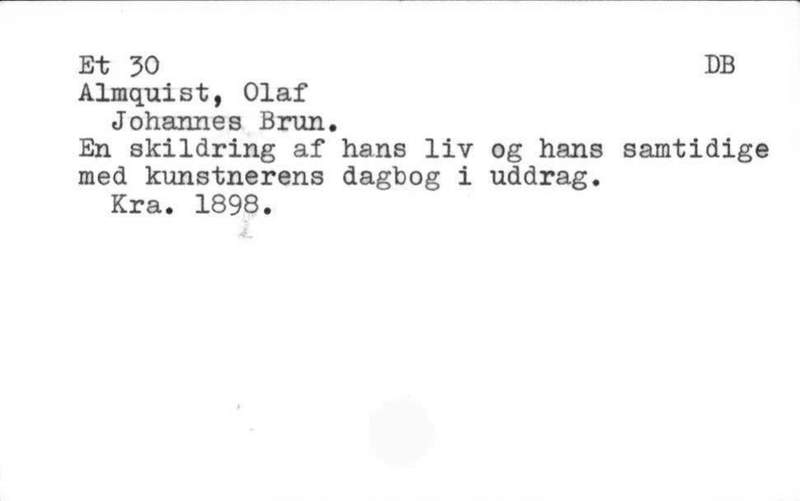 Et 30 DB
Almquist, Olaf
Johannes Brun.
En skildring af hans liv og hans samtidige
med kunstnerens dagbog i uddrag.
Kra. 1898.